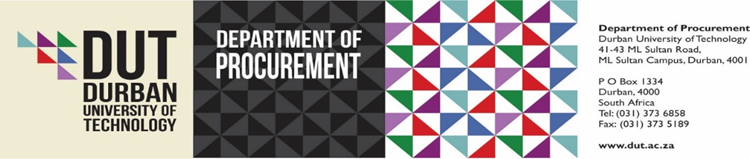 DUT
DURBAN
UNIVERSITY OF
TECHNOLOGY
DEPARTMENT OF
PROCUREMENT
Department of Procurement
Durban University of Technology
41-43 ML Sultan Road,
ML Sultan Campus, Durban, 4001
P O Box 1334
Durban, 4000
South Africa
Tel: (031) 373 6858
Fax: (031) 373 5189
www.dut.ac.za